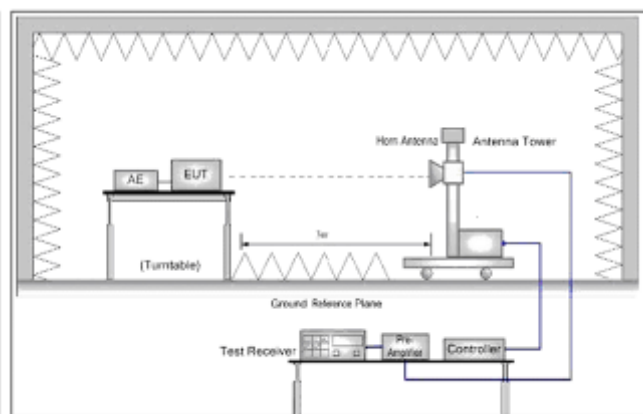 Horn Antenna
Antenna Tower
AE
EUT
(Turntable)
Ground Reference Plane
Test Receiver
Pre-
Amplifier
Controller